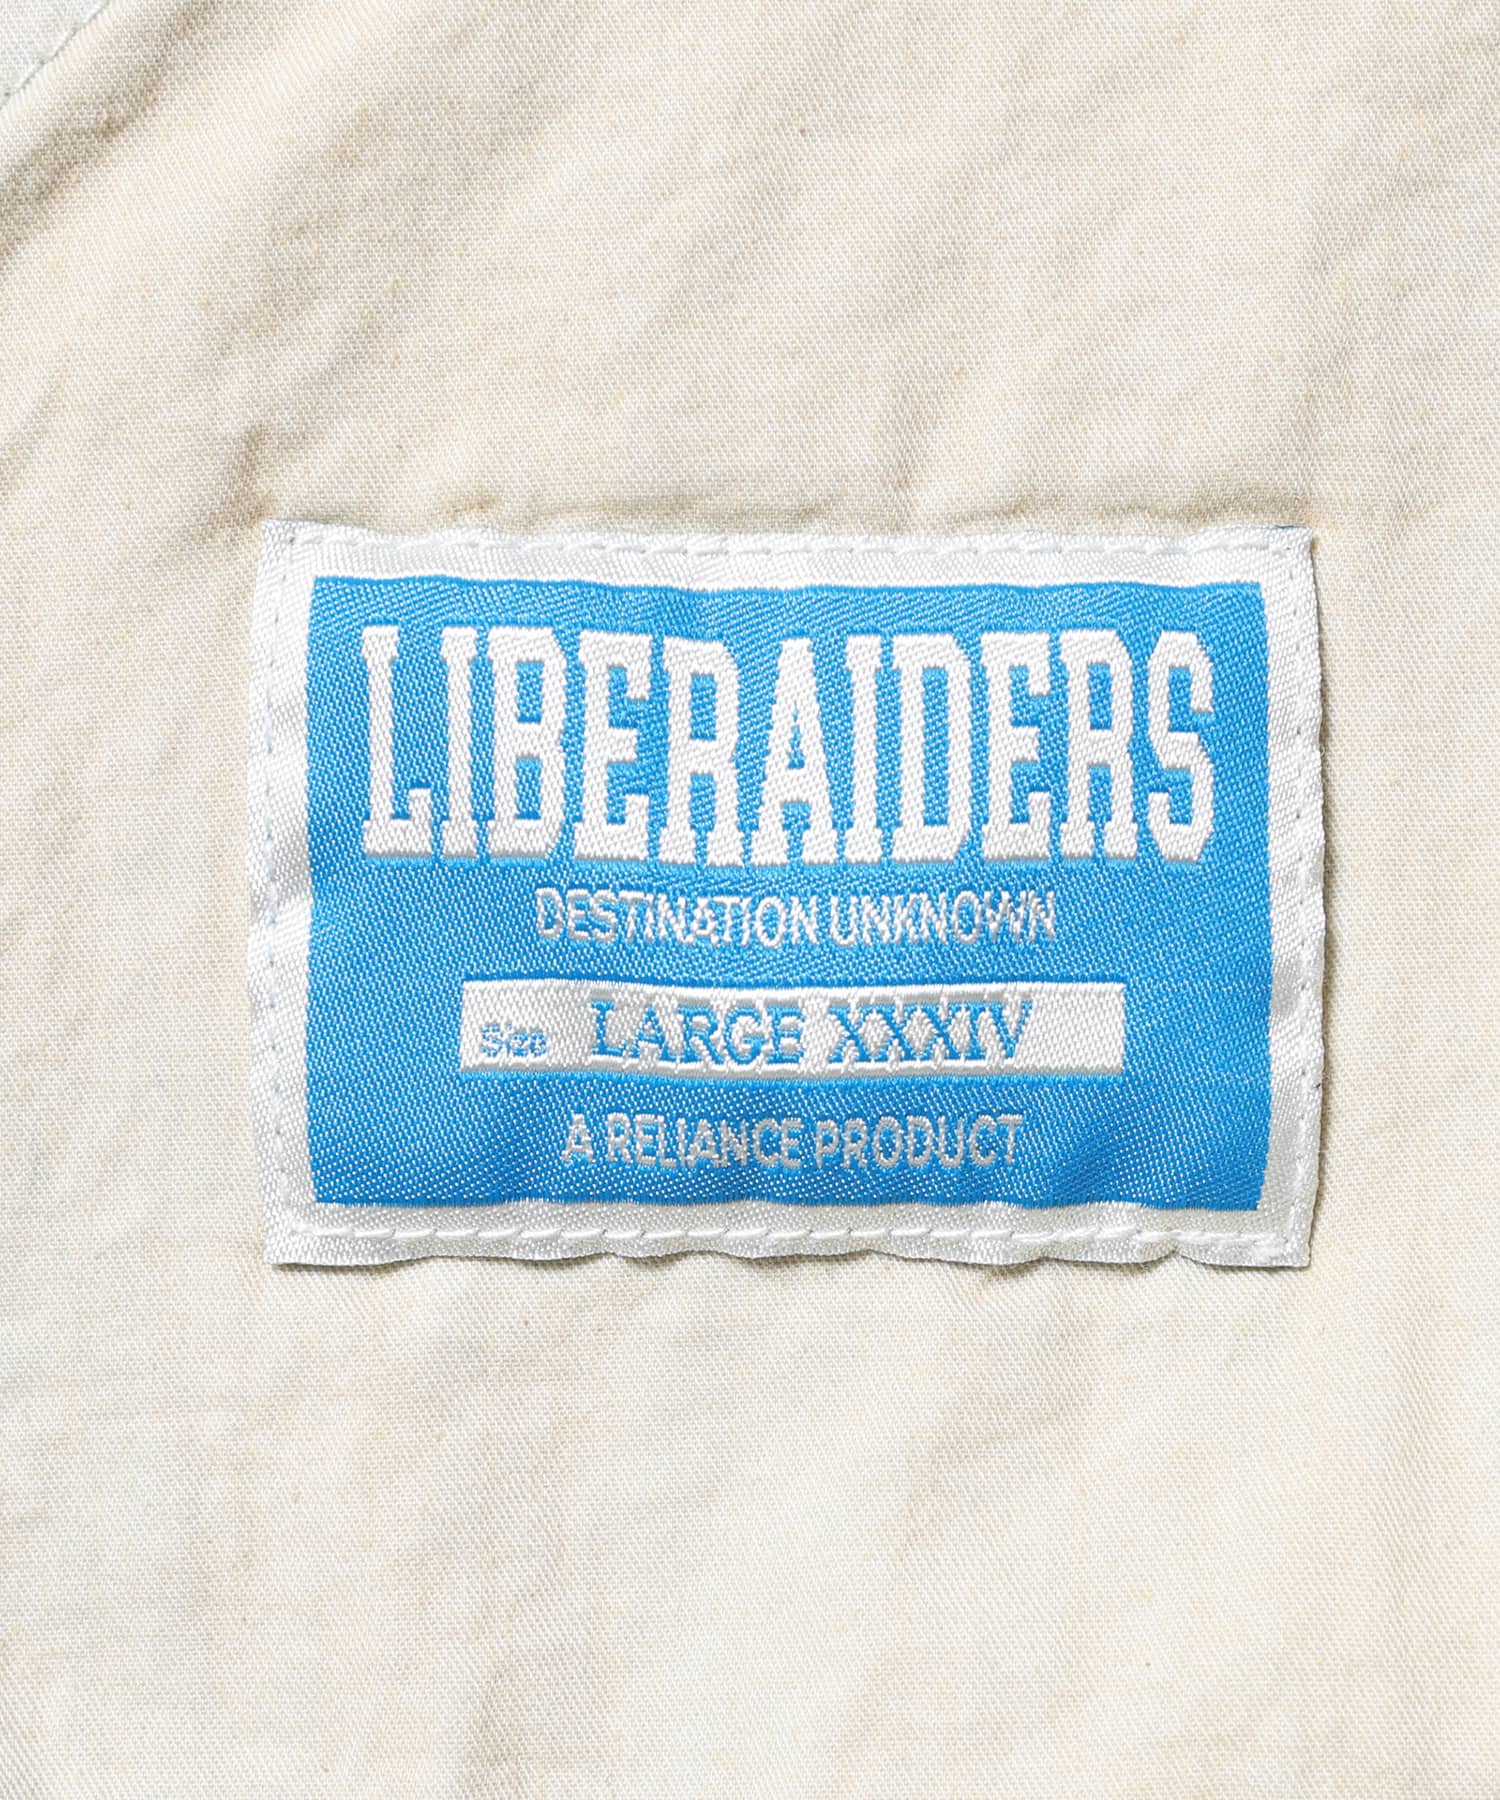 LIBERAIDERS
DESTINATION UNKNOWN
Size LARGE XXXIV
A RELIANCE PRODUCT